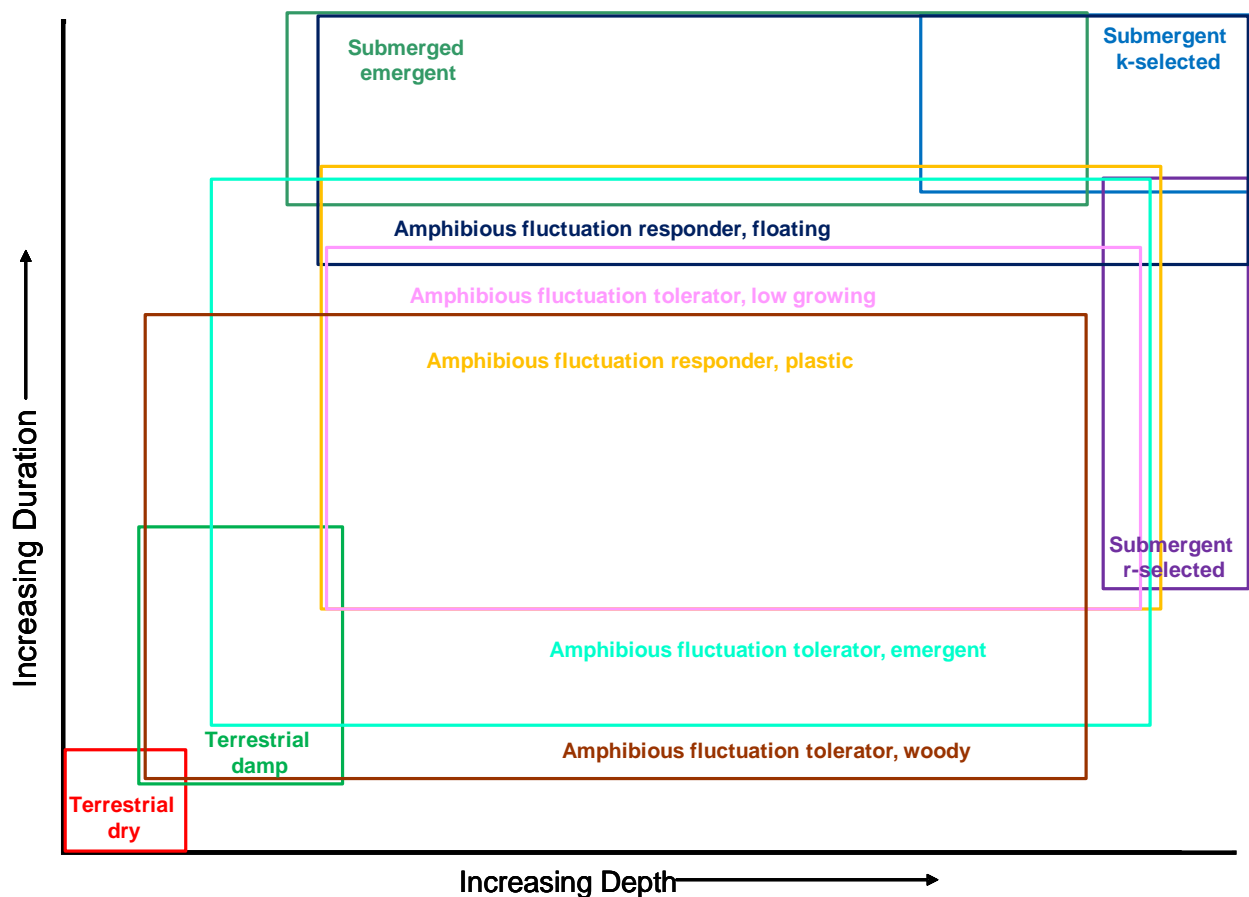 Submerged
emergent
Submergent
k-selected
Amphibious fluctuation responder, floating
Amphibious fluctuation tolerator, low growing
Amphibious fluctuation responder, plastic
Submergent
r-selected
Amphibious fluctuation tolerator, emergent
Terrestrial
damp
Amphibious fluctuation tolerator, woody
Terrestrial
dry
Increasing Duration
Increasing Depth